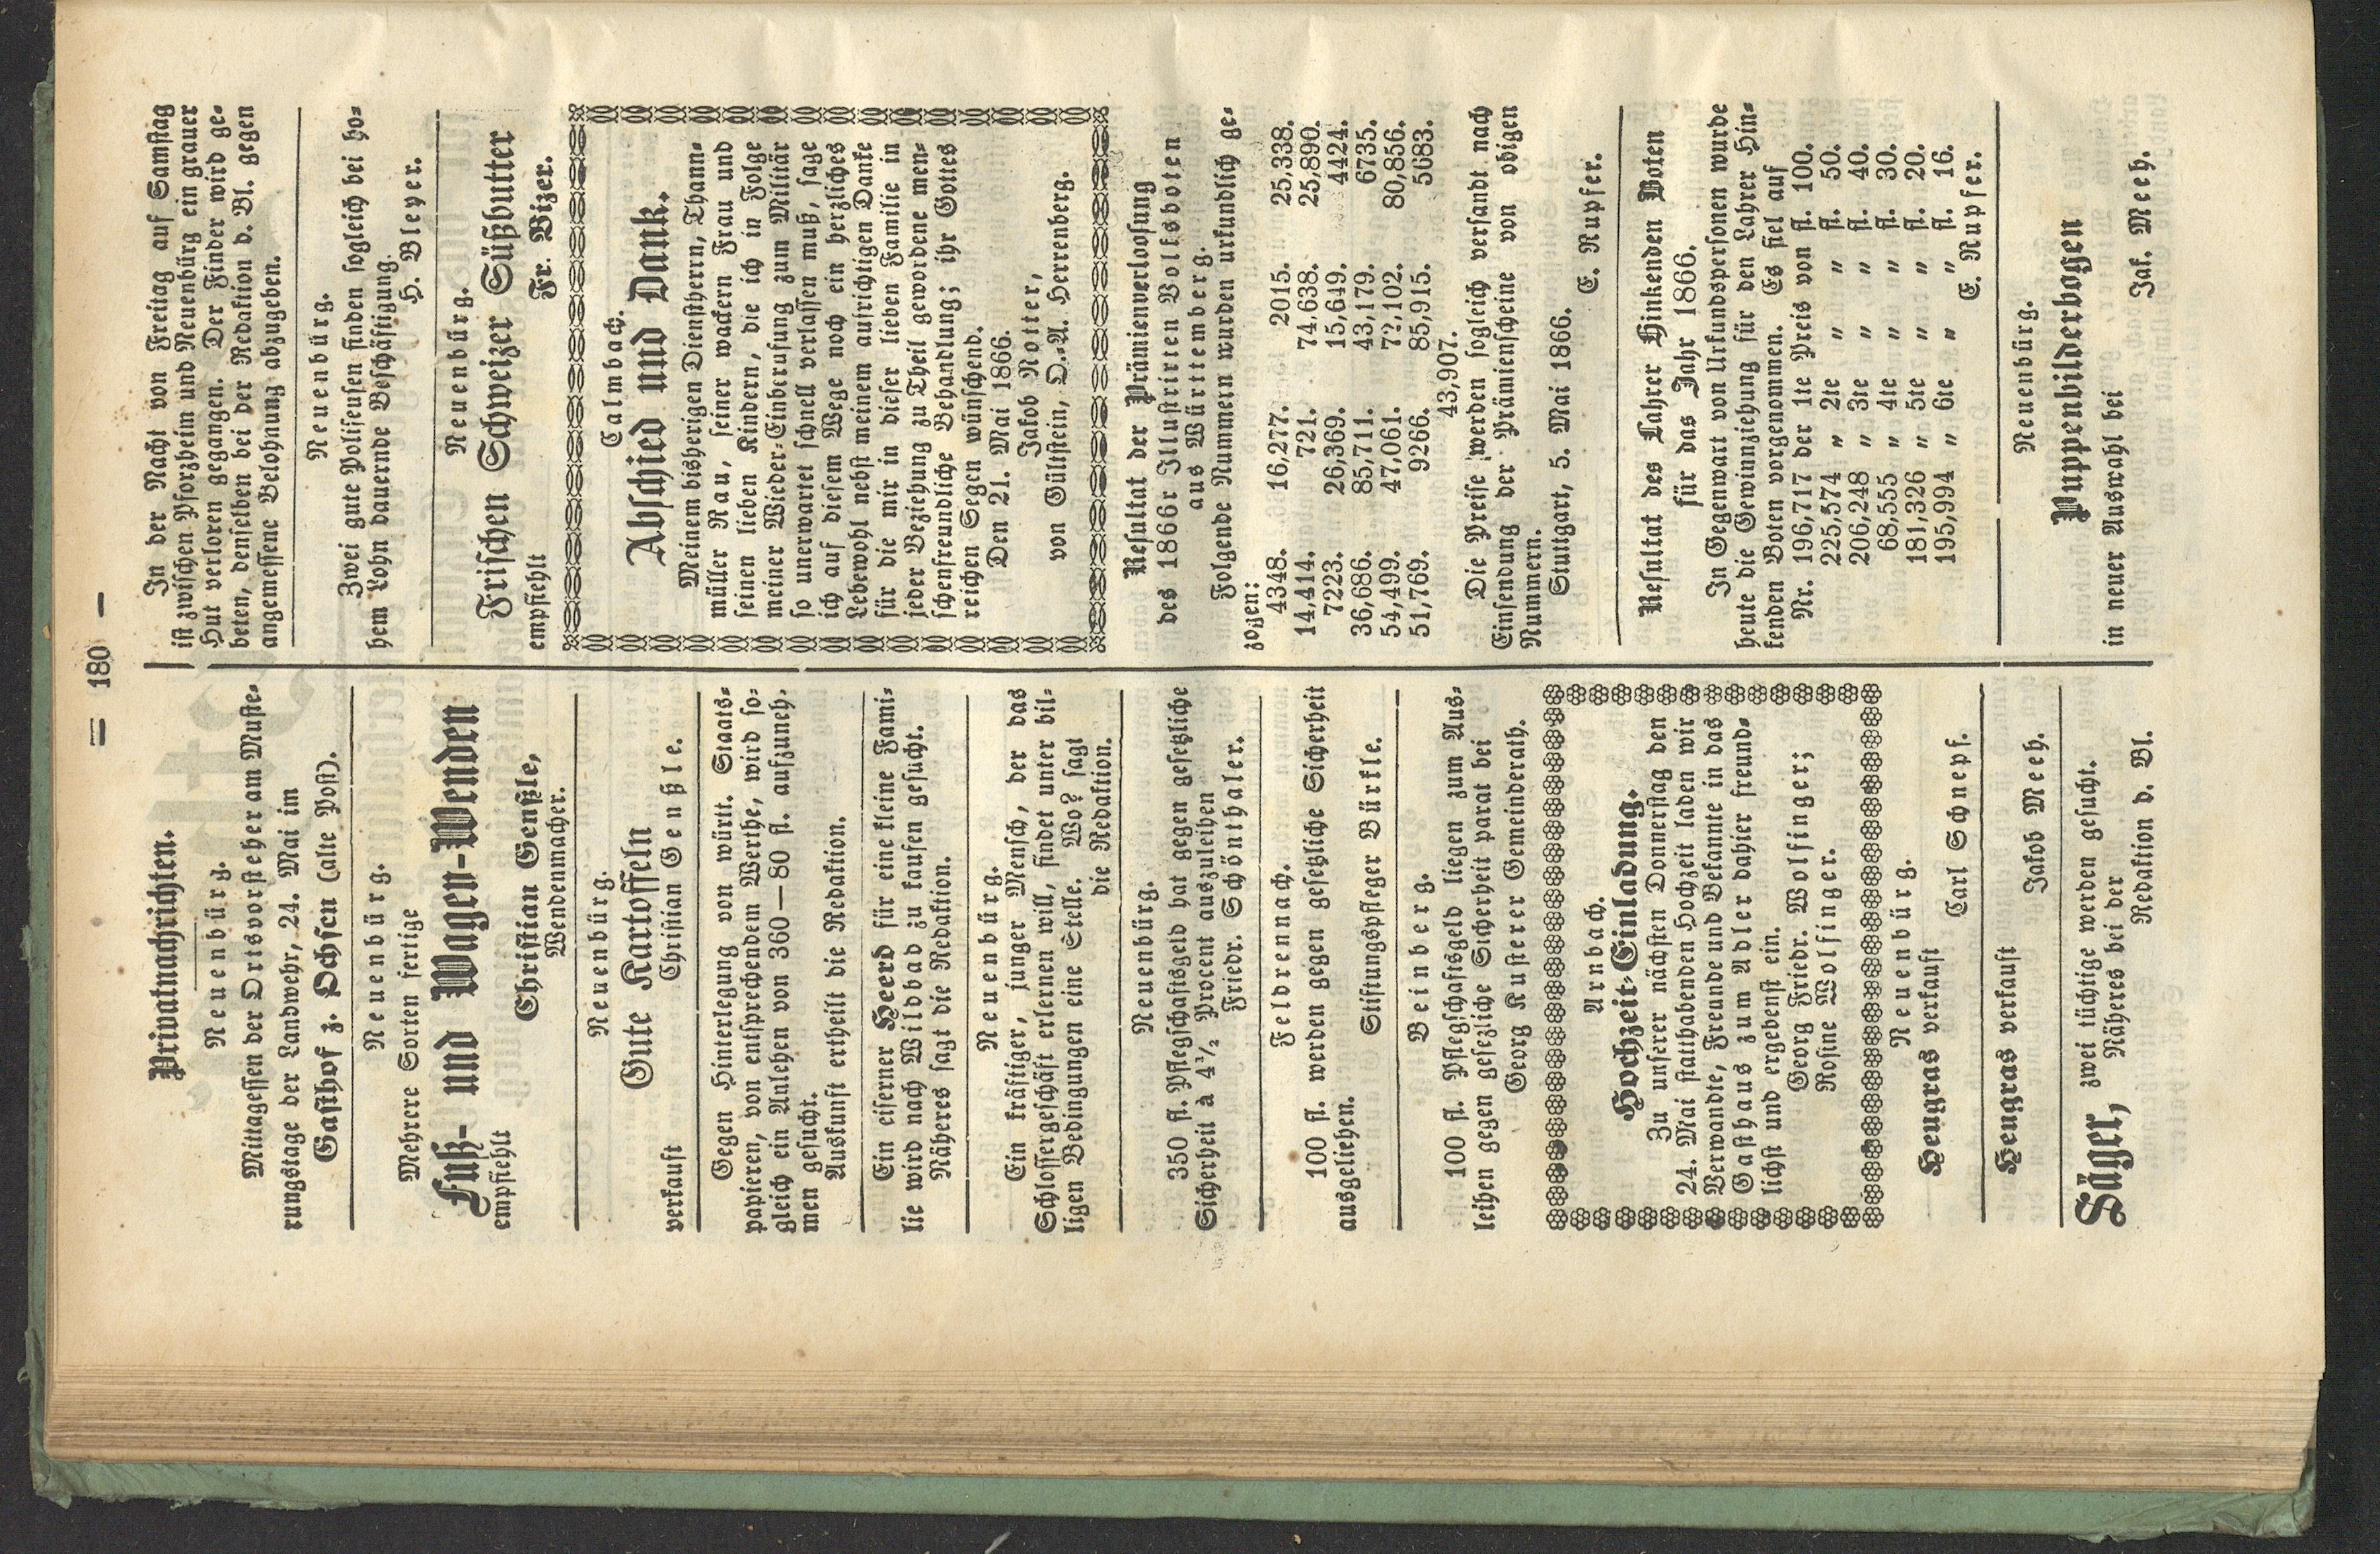 = 180 —
Privatnachrichten.
Neuenbürg.
Mittagessen der Ortsvorsteher am Muste-
rungstage der Landwehr, 24. Mai im
Gasthof z. Ochsen (alte Post).
Neuenbürg.
Mehrere Sorten fertige
Fuß- und Wagen-Wenden
empfiehlt
Christian Genßle,
Wendenmacher.
Neuenbürg.
Gute Kartoffeln
verkauft Christian Genßle.
Gegen Hinterlegung von württ. Staats-
papieren, von entsprechendem Werthe, wird so-
gleich ein Anlehen von 360—80 fl. aufzuneh-
men gesucht.
Auskunft ertheilt die Redaktion.
Ein eiserner Heerd für eine kleine Fami-
lie wird nach Wildbad zu kaufen gesucht.
Näheres sagt die Redaktion.
Neuenbürg.
Ein kräftiger, junger Mensch, der das
Schlossergeschäft erlernen will, findet unter bil-
ligen Bedingungen eine Stelle. Wo? sagt
die Redaktion.
Neuenbürg.
350 fl. Pflegschaftsgeld hat gegen gesetzliche
Sicherheit à 4½ Procent auszuleihen
Friedr. Schönthaler.
Feldrennach.
100 fl. werden gegen gesetzliche Sicherheit
ausgeliehen.
Stiftungspfleger Bürkle.
Beinberg.
100 fl. Pflegschaftsgeld liegen zum Aus-
leihen gegen gesezliche Sicherheit parat bei
Georg Kusterer Gemeinderath.
Arnbach.
Hochzeit-Einladung.
Zu unserer nächsten Donnerstag den
24. Mai statthabenden Hochzeit laden wir
Verwandte, Freunde und Bekannte in das
Gasthaus zum Adler dahier freund-
lichst und ergebenst ein.
Georg Friedr. Wolfinger;
Rosine Wolfinger.
Neuenbürg.
Heugras verkauft
Carl Schnepf.
Heugras verkauft
Jakob Meeh.
Säger, zwei tüchtige werden gesucht.
Näheres bei der
Redaktion d. Bl.
In der Nacht von Freitag auf Samstag
ist zwischen Pforzheim und Neuenbürg ein grauer
Hut verloren gegangen. Der Finder wird ge-
beten, denselben bei der Redaktion d. Bl. gegen
angemessene Belohnung abzugeben.
Neuenbürg.
Zwei gute Polisseusen finden sogleich bei ho-
hem Lohn dauernde Beschäftigung.
H. Bleyer.
Neuenbürg.
Frischen Schweizer Süßbutter
empfiehlt Fr. Bizer.
Calmbach.
Abschied und Dank.
Meinem bisherigen Dienstherrn, Thann-
müller Rau, seiner wackern Frau und
seinen lieben Kindern, die ich in Folge
meiner Wieder-Einberufung zum Militär
so unerwartet schnell verlassen muß, sage
ich auf diesem Wege noch ein herzliches
Lebewohl nebst meinem aufrichtigen Danke
für die mir in dieser lieben Familie in
jeder Beziehung zu Theil gewordene men-
schenfreundliche Behandlung; ihr Gottes
reichen Segen wünschend.
Den 21. Mai 1866.
Jakob Notter,
von Gültstein, O.-A. Herrenberg.
Resultat der Prämienverloosung
des 1866r Illustrirten Volksboten
aus Württemberg.
Folgende Nummern wurden urkundlich ge-
zogen:
4348. 16,277. 2015. 25,338.
14,414. 721. 74,638. 25,890.
7223. 26,369. 15,649. 4424.
36,686. 85,711. 43,179. 6735.
54,499. 47,061. 72,102. 80,856.
51,769. 9266. 85,915. 5683.
43,907.
Die Preise werden sogleich versandt nach
Einsendung der Prämienscheine von obigen
Nummern.
Stuttgart, 5. Mai 1866.
E. Rupfer.
Resultat des Lahrer Hinkenden Boten
für das Jahr 1866.
In Gegenwart von Urkundspersonen wurde
heute die Gewinnziehung für den Lahrer Hin-
kenden Boten vorgenommen. Es fiel auf
Nr. 196,717 der 1te Preis von fl. 100.
225,574 „ 2te „ „ fl. 50.
206,248 „ 3te „ „ fl. 40.
68,555 „ 4te „ „ fl. 30.
181,326 „ 5te „ „ fl. 20.
195,994 „ 6te „ „ fl. 16.
E. Rupfer.
Neuenbürg.
Puppenbilderbogen
in neuer Auswahl bei
Jak. Meeh.